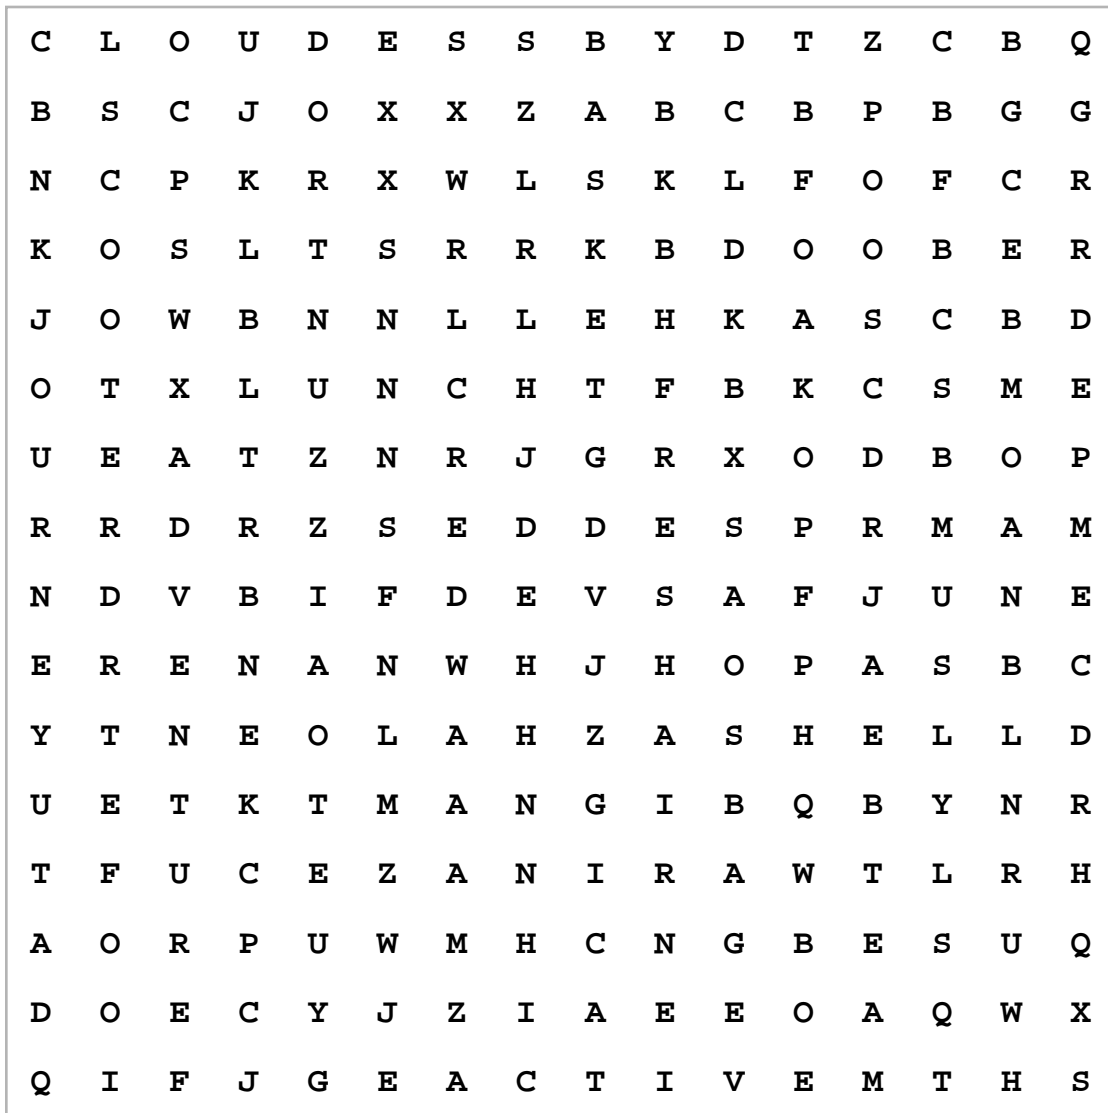 C L O U D E S S B Y D T Z C B Q
B S C J O X X Z A B C B P B G G
N C P K R X W L S K L F O F C R
K O S L T S R R K B D O O B E R
J O W B N N L L E H K A S C B D
O T X L U N C H T F B K C S M E
U E A T Z N R J G R X O D B O P
R R D R Z S E D D E S P R M A M
N D V B I F D E V S A F J U N E
E R E N A N W H J H O P A S B C
Y T N E O L A H Z A S H E L L D
U E T K T M A N G I B Q B Y N R
T F U C E Z A N I R A W T L R H
A O R P U W M H C N G B E S U Q
D O E C Y J Z I A E E O A Q W X
Q I F J G E A C T I V E M T H S